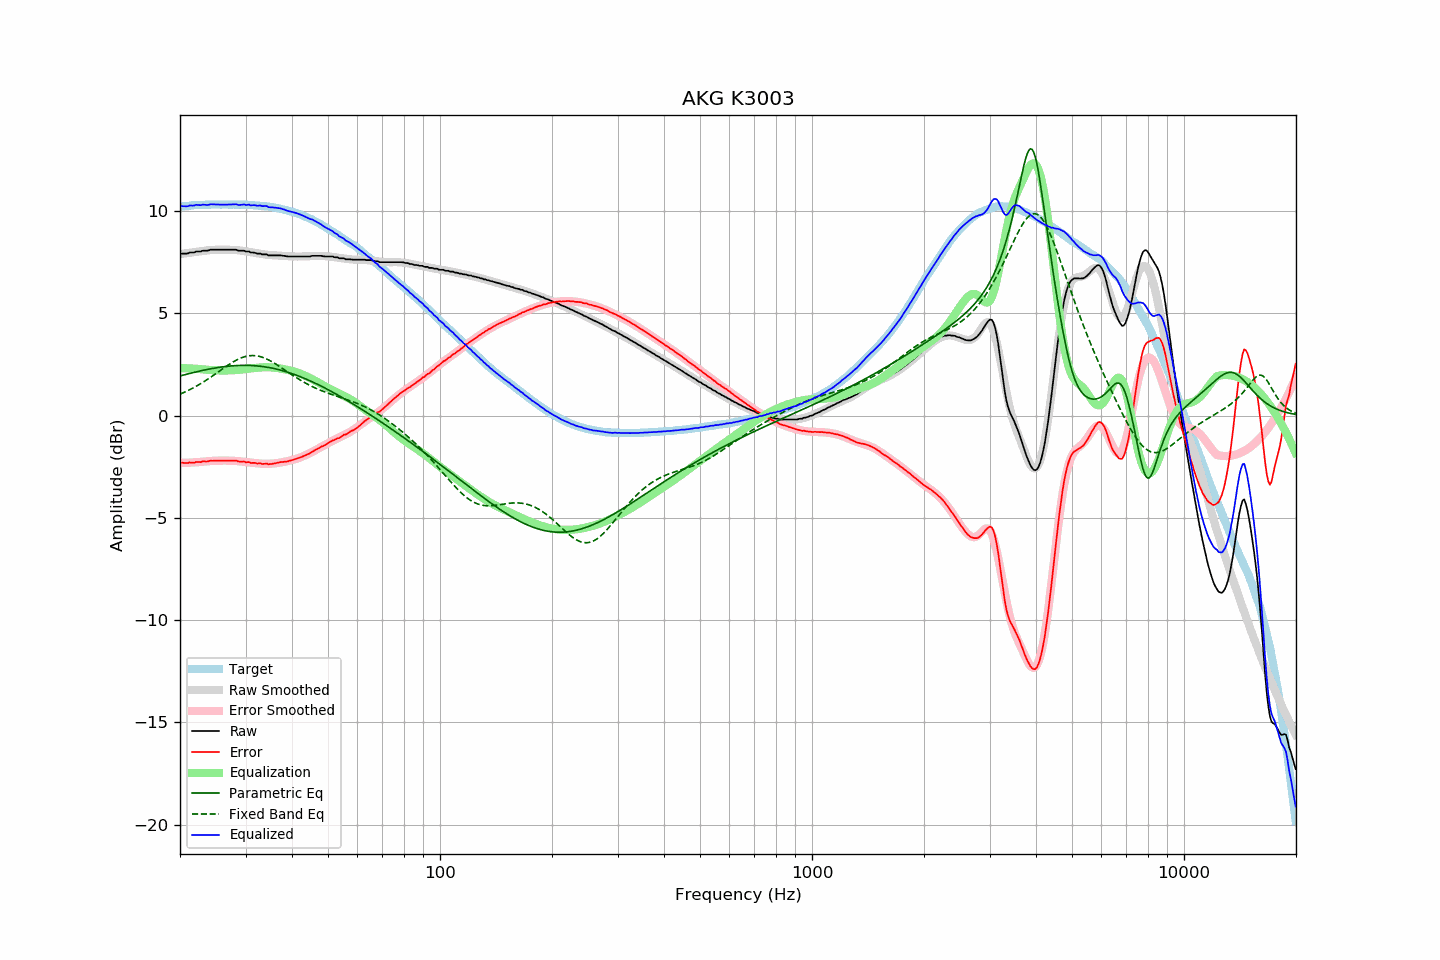 AKG K3003
Amplitude (dBr)
10
5
0
−5
−10
−15
−20
Target
Raw Smoothed
Error Smoothed
Raw
Error
Equalization
Parametric Eq
Fixed Band Eq
Equalized
100
1000
10000
Frequency (Hz)